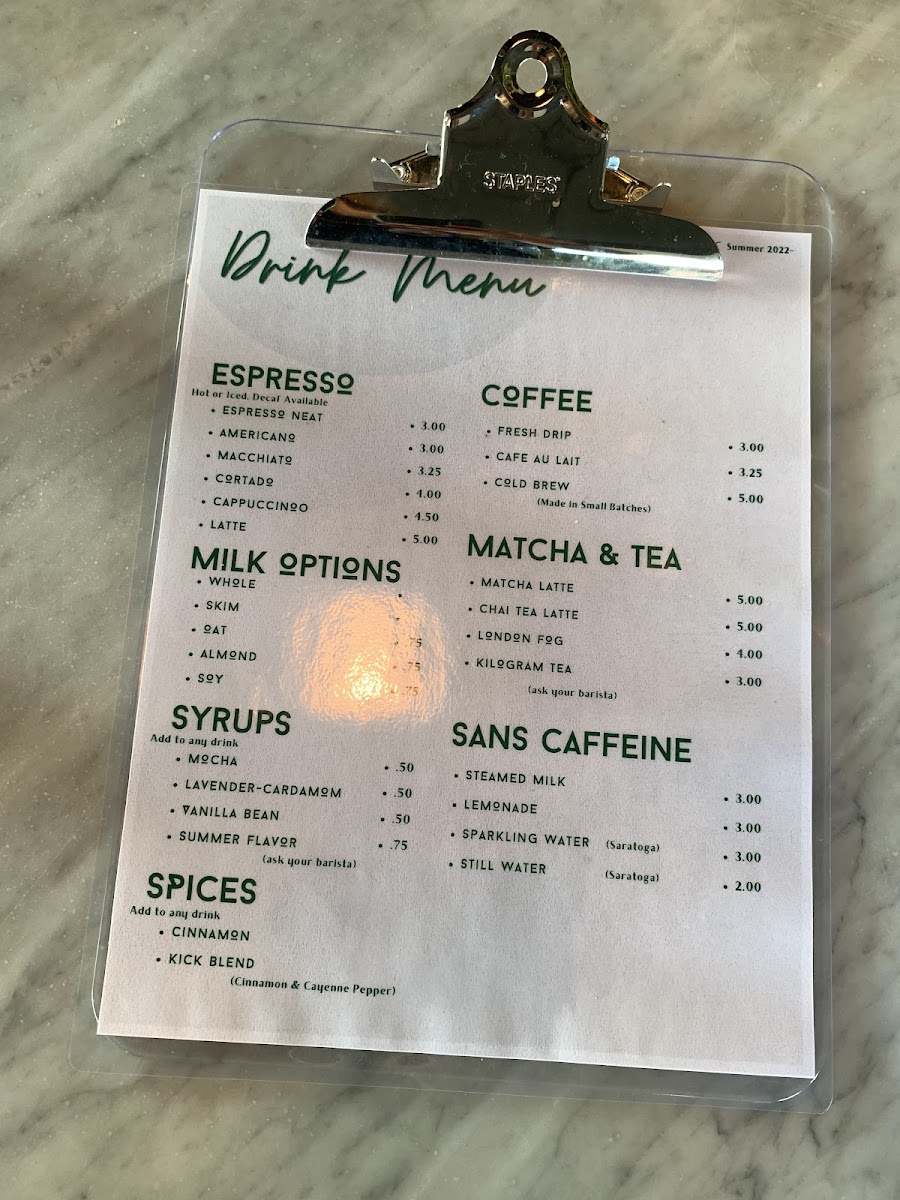 STAPLES
Summer 2022~
Drink Menu
ESPRESSO
Hot or Iced. Decaf Available
• ESPRESSO NEAT • 3.00
• AMERICANO • 3.00
• MACCHIATO • 3.25
• CORTADO • 4.00
• CAPPUCCINOO • 4.50
• LATTE • 5.00
MILK OPTIONS
• WHOLE •
• SKIM •
• OAT • .75
• ALMOND • .75
• SOY • .75
SYRUPS
Add to any drink
• MOCHA • .50
• LAVENDER-CARDAMOM • .50
• VANILLA BEAN • .50
• SUMMER FLAVOR • .75
(ask your barista)
SPICES
Add to any drink
• CINNAMON
• KICK BLEND
(Cinnamon & Cayenne Pepper)
COFFEE
• FRESH DRIP • 3.00
• CAFE AU LAIT • 3.25
• COLD BREW • 5.00
(Made in Small Batches)
MATCHA & TEA
• MATCHA LATTE • 5.00
• CHAI TEA LATTE • 5.00
• LONDON FOG • 4.00
• KILOGRAM TEA • 3.00
(ask your barista)
SANS CAFFEINE
• STEAMED MILK • 3.00
• LEMONADE • 3.00
• SPARKLING WATER (Saratoga) • 3.00
• STILL WATER (Saratoga) • 2.00